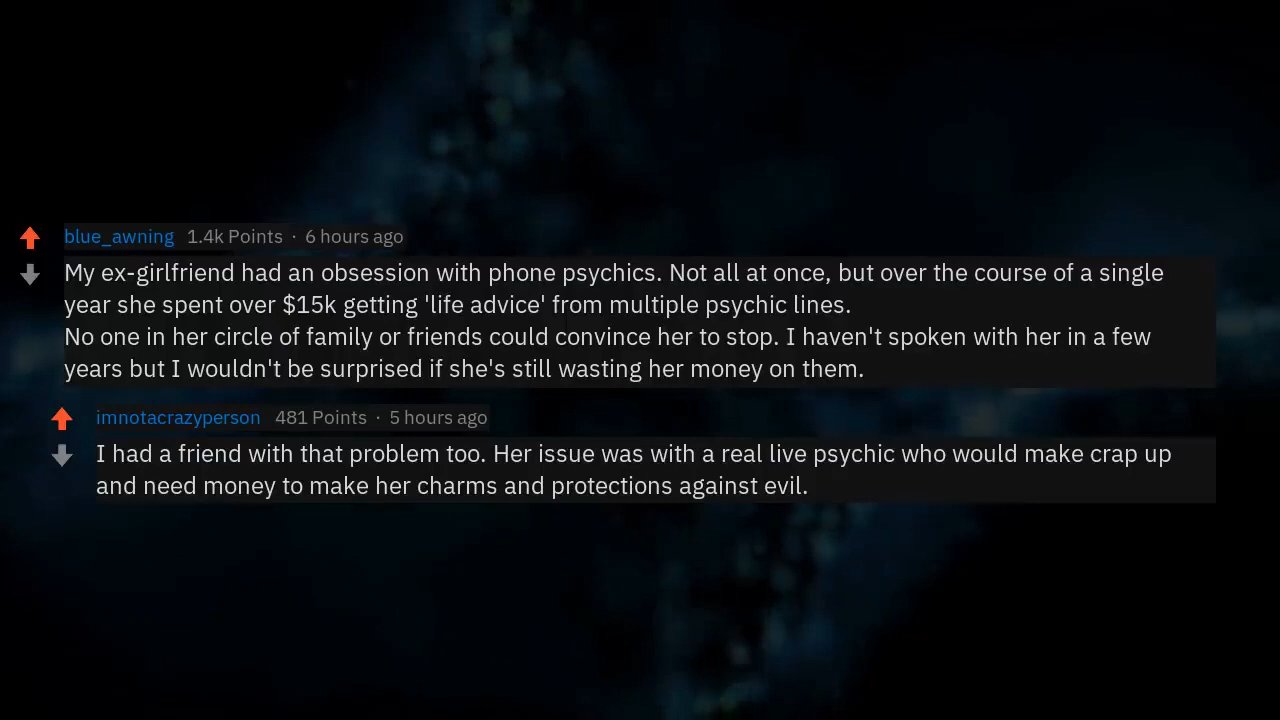 blue_awning 1.4k Points · 6 hours ago
My ex-girlfriend had an obsession with phone psychics. Not all at once, but over the course of a single
year she spent over $15k getting 'life advice' from multiple psychic lines.
No one in her circle of family or friends could convince her to stop. I haven't spoken with her in a few
years but I wouldn't be surprised if she's still wasting her money on them.
imnotacrazyperson 481 Points · 5 hours ago
I had a friend with that problem too. Her issue was with a real live psychic who would make crap up
and need money to make her charms and protections against evil.